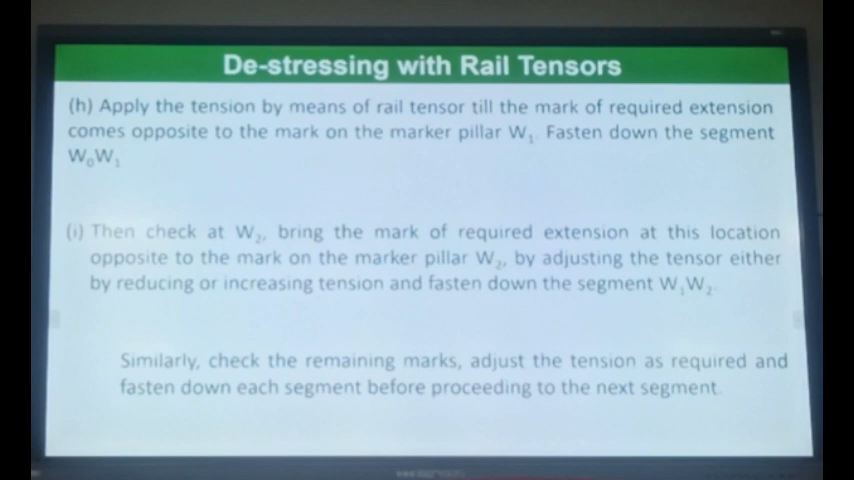 De-stressing with Rail Tensors
(h) Apply the tension by means of rail tensor till the mark of required extension
comes opposite to the mark on the marker pillar W₁. Fasten down the segment
W₀W₁
(i) Then check at W₂, bring the mark of required extension at this location
opposite to the mark on the marker pillar W₂, by adjusting the tensor either
by reducing or increasing tension and fasten down the segment W₁W₂.
Similarly, check the remaining marks, adjust the tension as required and
fasten down each segment before proceeding to the next segment.